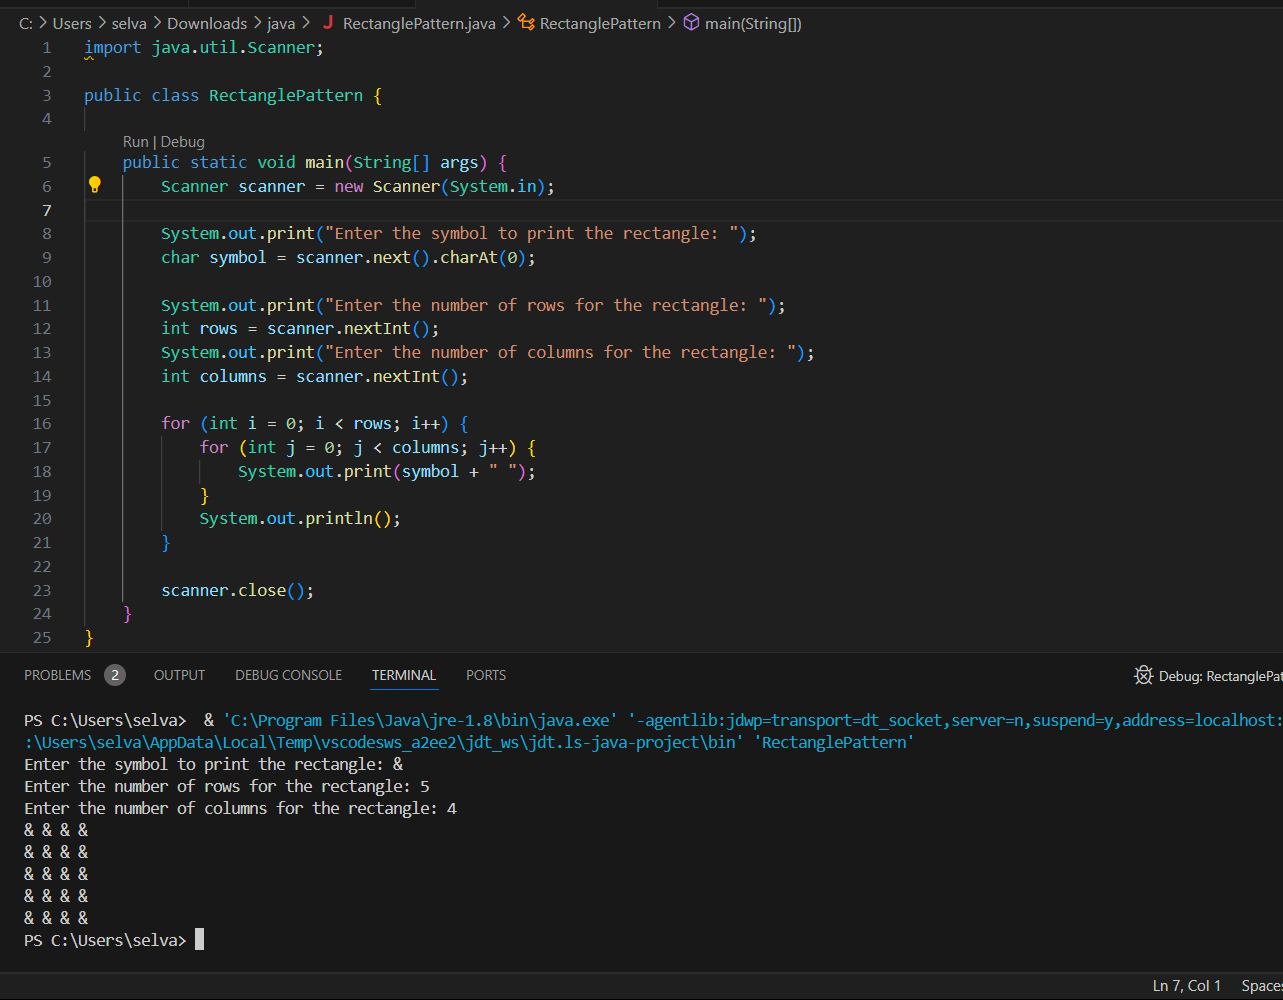 C: > Users > selva > Downloads > java > J RectanglePattern.java > RectanglePattern > main(String[])
1 import java.util.Scanner;
2
3 public class RectanglePattern {
4
Run | Debug
5     public static void main(String[] args) {
6         Scanner scanner = new Scanner(System.in);
7
8         System.out.print("Enter the symbol to print the rectangle: ");
9         char symbol = scanner.next().charAt(0);
10
11         System.out.print("Enter the number of rows for the rectangle: ");
12         int rows = scanner.nextInt();
13         System.out.print("Enter the number of columns for the rectangle: ");
14         int columns = scanner.nextInt();
15
16         for (int i = 0; i < rows; i++) {
17             for (int j = 0; j < columns; j++) {
18                 System.out.print(symbol + " ");
19             }
20             System.out.println();
21         }
22
23         scanner.close();
24     }
25 }
PROBLEMS 2 OUTPUT DEBUG CONSOLE TERMINAL PORTS Debug: RectanglePat
PS C:\Users\selva>  & 'C:\Program Files\Java\jre-1.8\bin\java.exe' '-agentlib:jdwp=transport=dt_socket,server=n,suspend=y,address=localhost:
:\Users\selva\AppData\Local\Temp\vscodesws_a2ee2\jdt_ws\jdt.ls-java-project\bin' 'RectanglePattern'
Enter the symbol to print the rectangle: &
Enter the number of rows for the rectangle: 5
Enter the number of columns for the rectangle: 4
& & & &
& & & &
& & & &
& & & &
& & & &
PS C:\Users\selva>
Ln 7, Col 1 Spaces